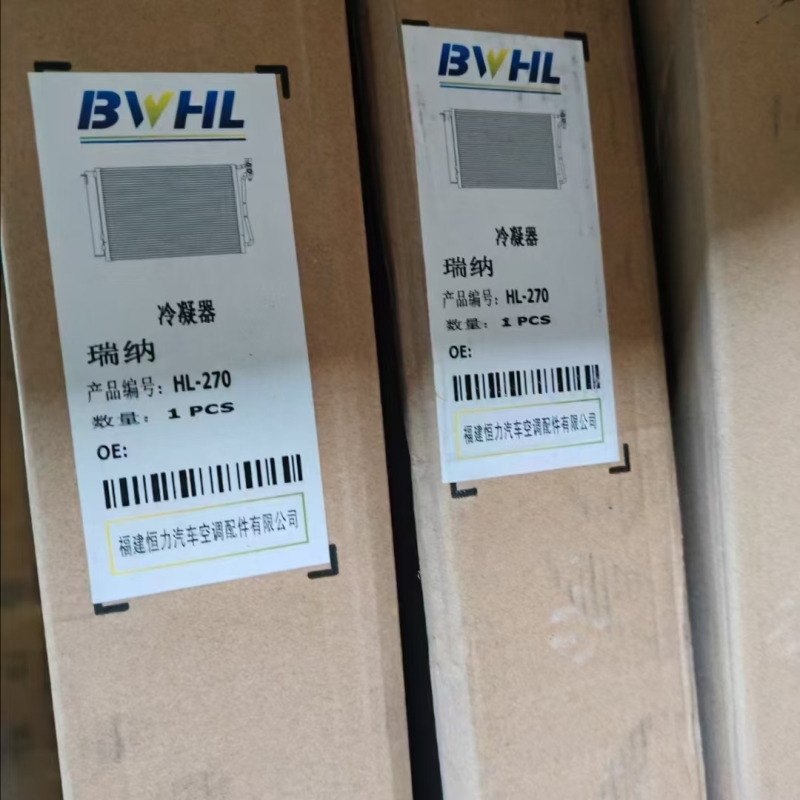 BWHL
冷凝器
瑞纳
产品编号: HL-270
数量: 1 PCS
OE:
福建恒力汽车空调配件有限公司
BWHL
冷凝器
瑞纳
产品编号: HL-270
数量: 1 PCS
OE:
福建恒力汽车空调配件有限公司